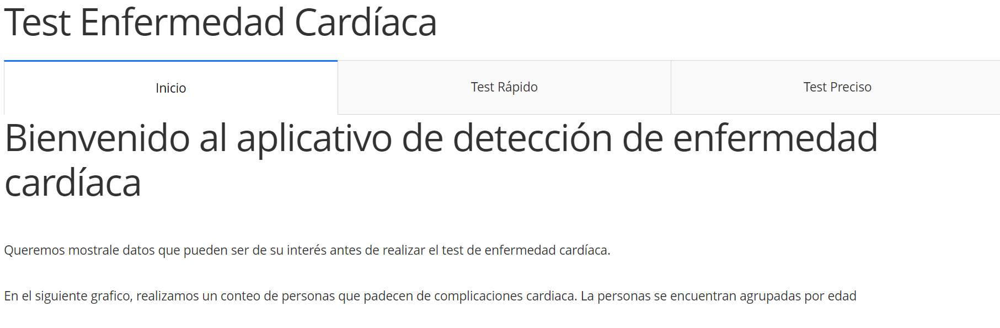 Test Enfermedad Cardíaca
Inicio
Test Rápido
Test Preciso
Bienvenido al aplicativo de detección de enfermedad
cardíaca
Queremos mostrale datos que pueden ser de su interés antes de realizar el test de enfermedad cardíaca.
En el siguiente grafico, realizamos un conteo de personas que padecen de complicaciones cardiaca. La personas se encuentran agrupadas por edad